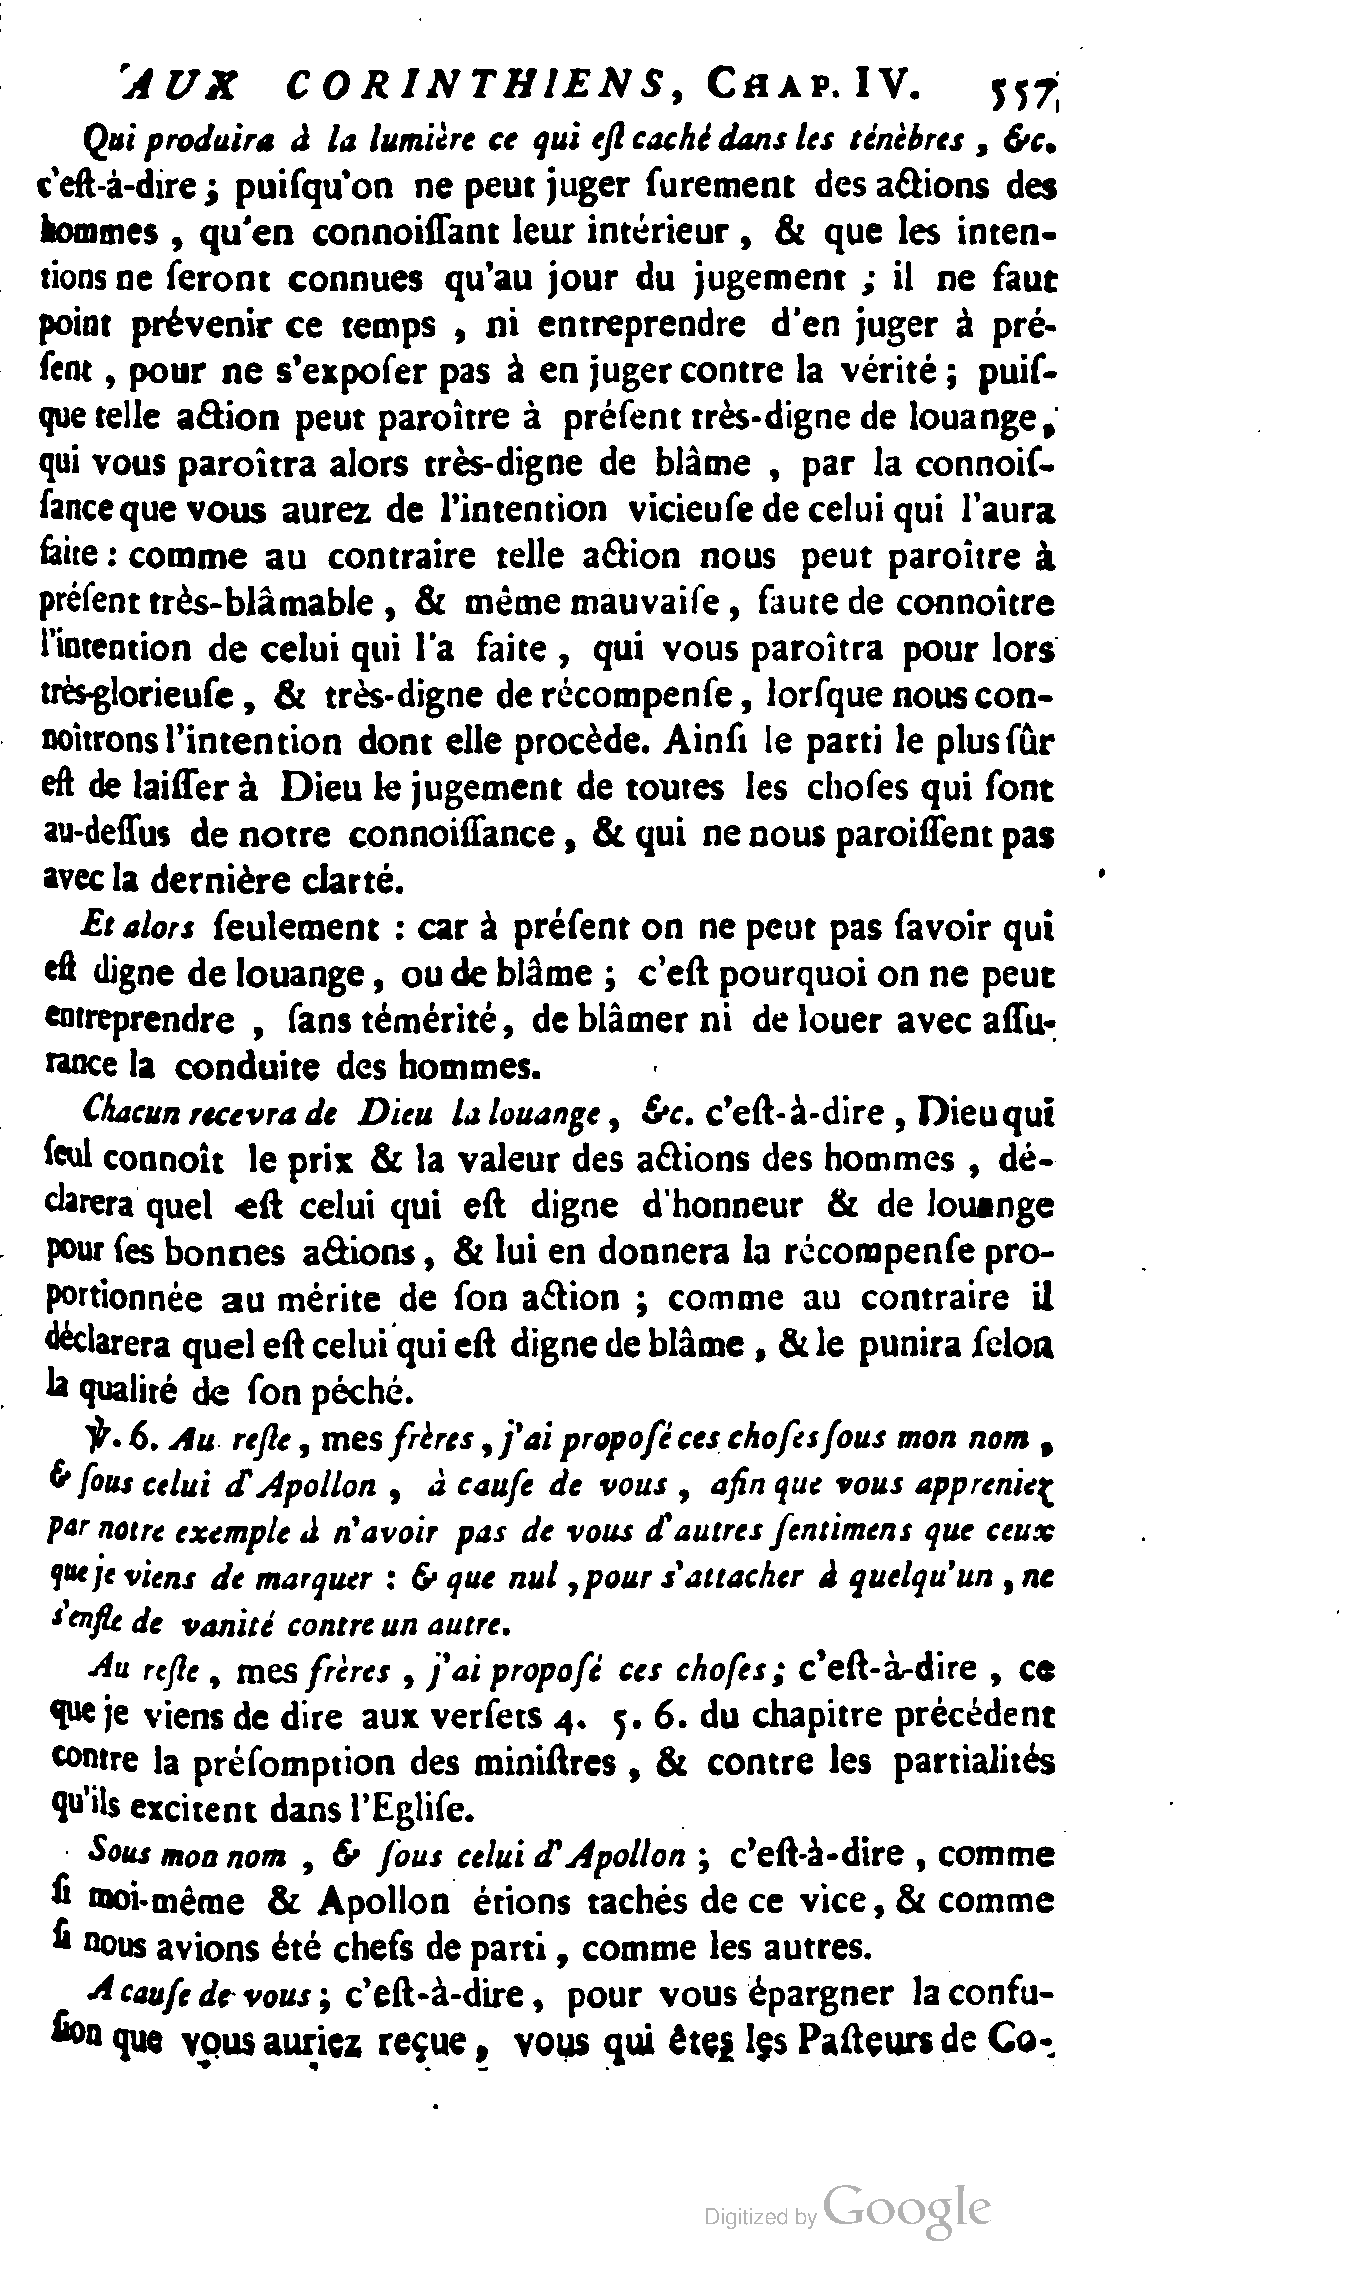 AUX CORINTHIENS, CHAP. IV. 557
Qui produira à la lumière ce qui eſt caché dans les ténèbres, &c.
c'eſt-à-dire; puiſqu'on ne peut juger ſurement des actions des
hommes, qu'en connoiſſant leur intérieur, & que les inten-
tions ne ſeront connues qu'au jour du jugement; il ne faut
point prévenir ce temps, ni entreprendre d'en juger à pré-
ſent, pour ne s'expoſer pas à en juger contre la vérité; puiſ-
que telle action peut paroître à préſent très-digne de louange,
qui vous paroîtra alors très-digne de blâme, par la connoiſ-
ſance que vous aurez de l'intention vicieuſe de celui qui l'aura
faite: comme au contraire telle action nous peut paroître à
préſent très-blâmable, & même mauvaiſe, faute de connoître
l'intention de celui qui l'a faite, qui vous paroîtra pour lors
très-glorieuſe, & très-digne de récompenſe, lorſque nous con-
noîtrons l'intention dont elle procède. Ainſi le parti le plus ſûr
eſt de laiſſer à Dieu le jugement de toutes les choſes qui ſont
au-deſſus de notre connoiſſance, & qui ne nous paroiſſent pas
avec la dernière clarté.
Et alors ſeulement: car à préſent on ne peut pas ſavoir qui
eſt digne de louange, ou de blâme; c'eſt pourquoi on ne peut
entreprendre, ſans témérité, de blâmer ni de louer avec aſſu-
rance la conduite des hommes.
Chacun recevra de Dieu la louange, &c. c'eſt-à-dire, Dieu qui
ſeul connoît le prix & la valeur des actions des hommes, dé-
clarera quel eſt celui qui eſt digne d'honneur & de louange
pour ſes bonnes actions, & lui en donnera la récompenſe pro-
portionnée au mérite de ſon action; comme au contraire il
déclarera quel eſt celui qui eſt digne de blâme, & le punira ſelon
la qualité de ſon péché.
℣. 6. Au reſte, mes frères, j'ai propoſé ces choſes ſous mon nom,
& ſous celui d'Apollon, à cauſe de vous, afin que vous appreniez
par notre exemple à n'avoir pas de vous d'autres ſentimens que ceux
que je viens de marquer: & que nul, pour s'attacher à quelqu'un, ne
s'enfle de vanité contre un autre.
Au reſte, mes frères, j'ai propoſé ces choſes; c'eſt-à-dire, ce
que je viens de dire aux verſets 4. 5. 6. du chapitre précédent
contre la préſomption des miniſtres, & contre les partialités
qu'ils excitent dans l'Egliſe.
Sous mon nom, & ſous celui d'Apollon; c'eſt-à-dire, comme
ſi moi-même & Apollon étions tachés de ce vice, & comme
ſi nous avions été chefs de parti, comme les autres.
A cauſe de vous; c'eſt-à-dire, pour vous épargner la confu-
ſion que vous auriez reçue, vous qui êtes les Paſteurs de Co-
Digitized by Google